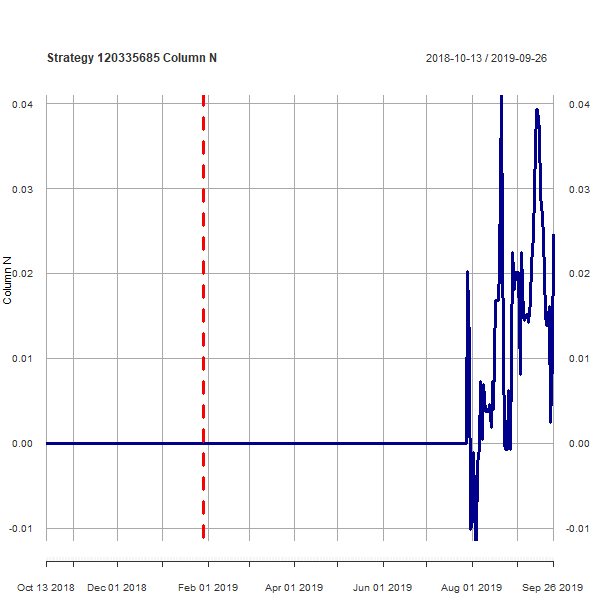 Strategy 120335685 Column N
2018-10-13 / 2019-09-26
0.04
0.04
0.03
0.03
0.02
0.02
Column N
0.01
0.01
0.00
0.00
-0.01
-0.01
Oct 13 2018
Dec 01 2018
Feb 01 2019
Apr 01 2019
Jun 01 2019
Aug 01 2019
Sep 26 2019